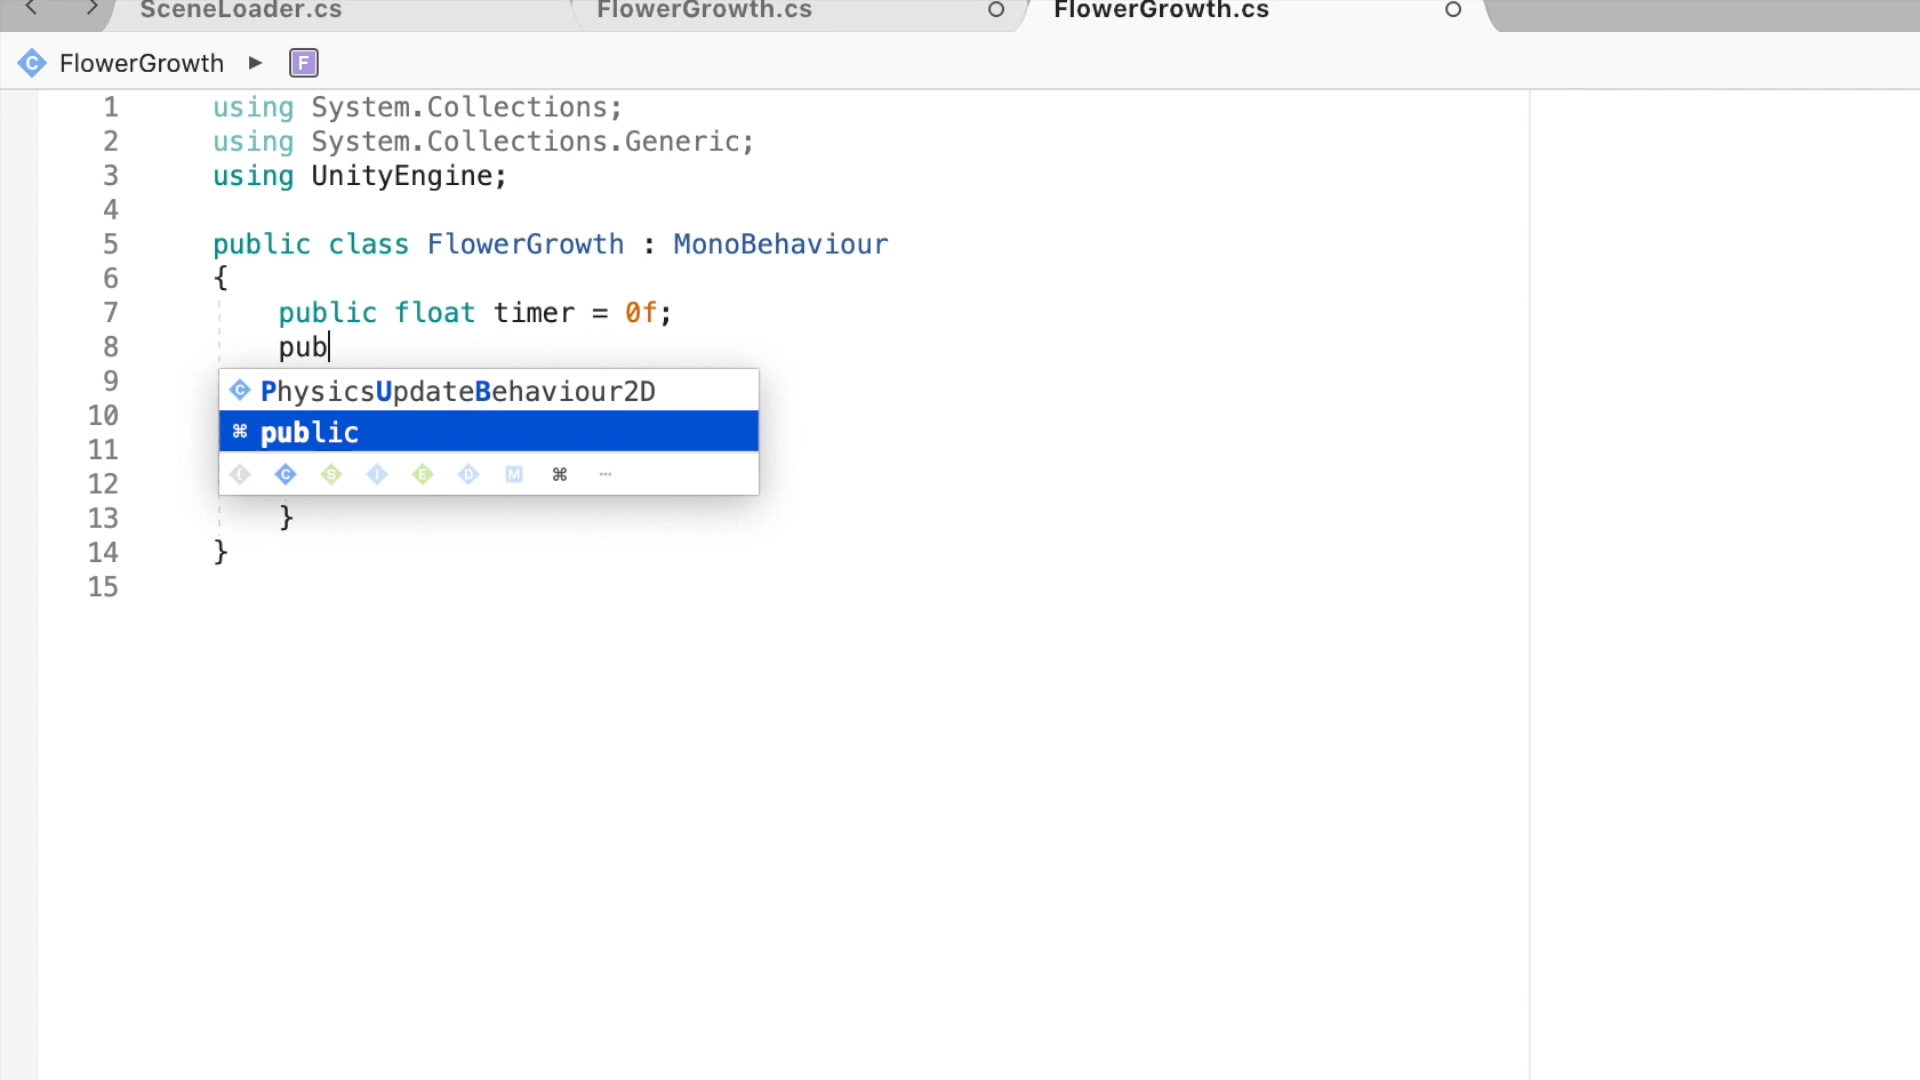 SceneLoader.cs FlowerGrowth.cs FlowerGrowth.cs
C FlowerGrowth F
1 using System.Collections;
2 using System.Collections.Generic;
3 using UnityEngine;
4
5 public class FlowerGrowth : MonoBehaviour
6 {
7 public float timer = 0f;
8 pub
9 C PhysicsUpdateBehaviour2D
10 ⌘ public
11
12 { C S I E D M ⌘ ···
13 }
14 }
15